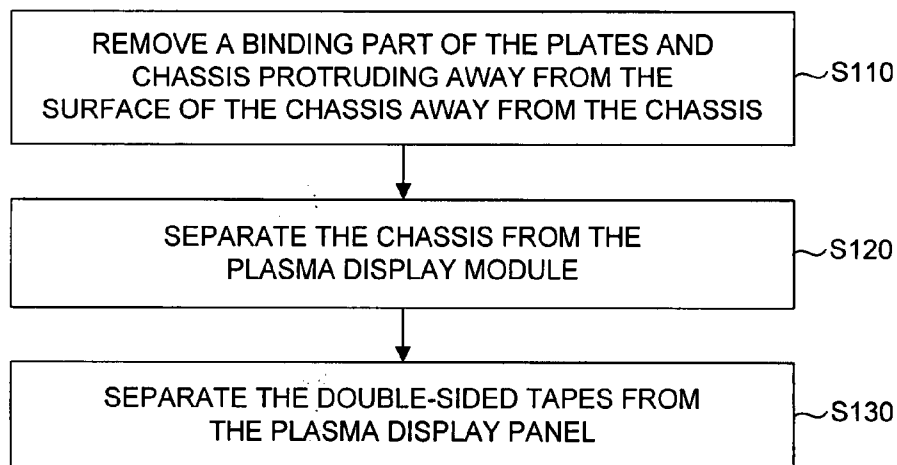 REMOVE A BINDING PART OF THE PLATES AND
CHASSIS PROTRUDING AWAY FROM THE
SURFACE OF THE CHASSIS AWAY FROM THE CHASSIS
S110
SEPARATE THE CHASSIS FROM THE
PLASMA DISPLAY MODULE
S120
SEPARATE THE DOUBLE-SIDED TAPES FROM
THE PLASMA DISPLAY PANEL
S130